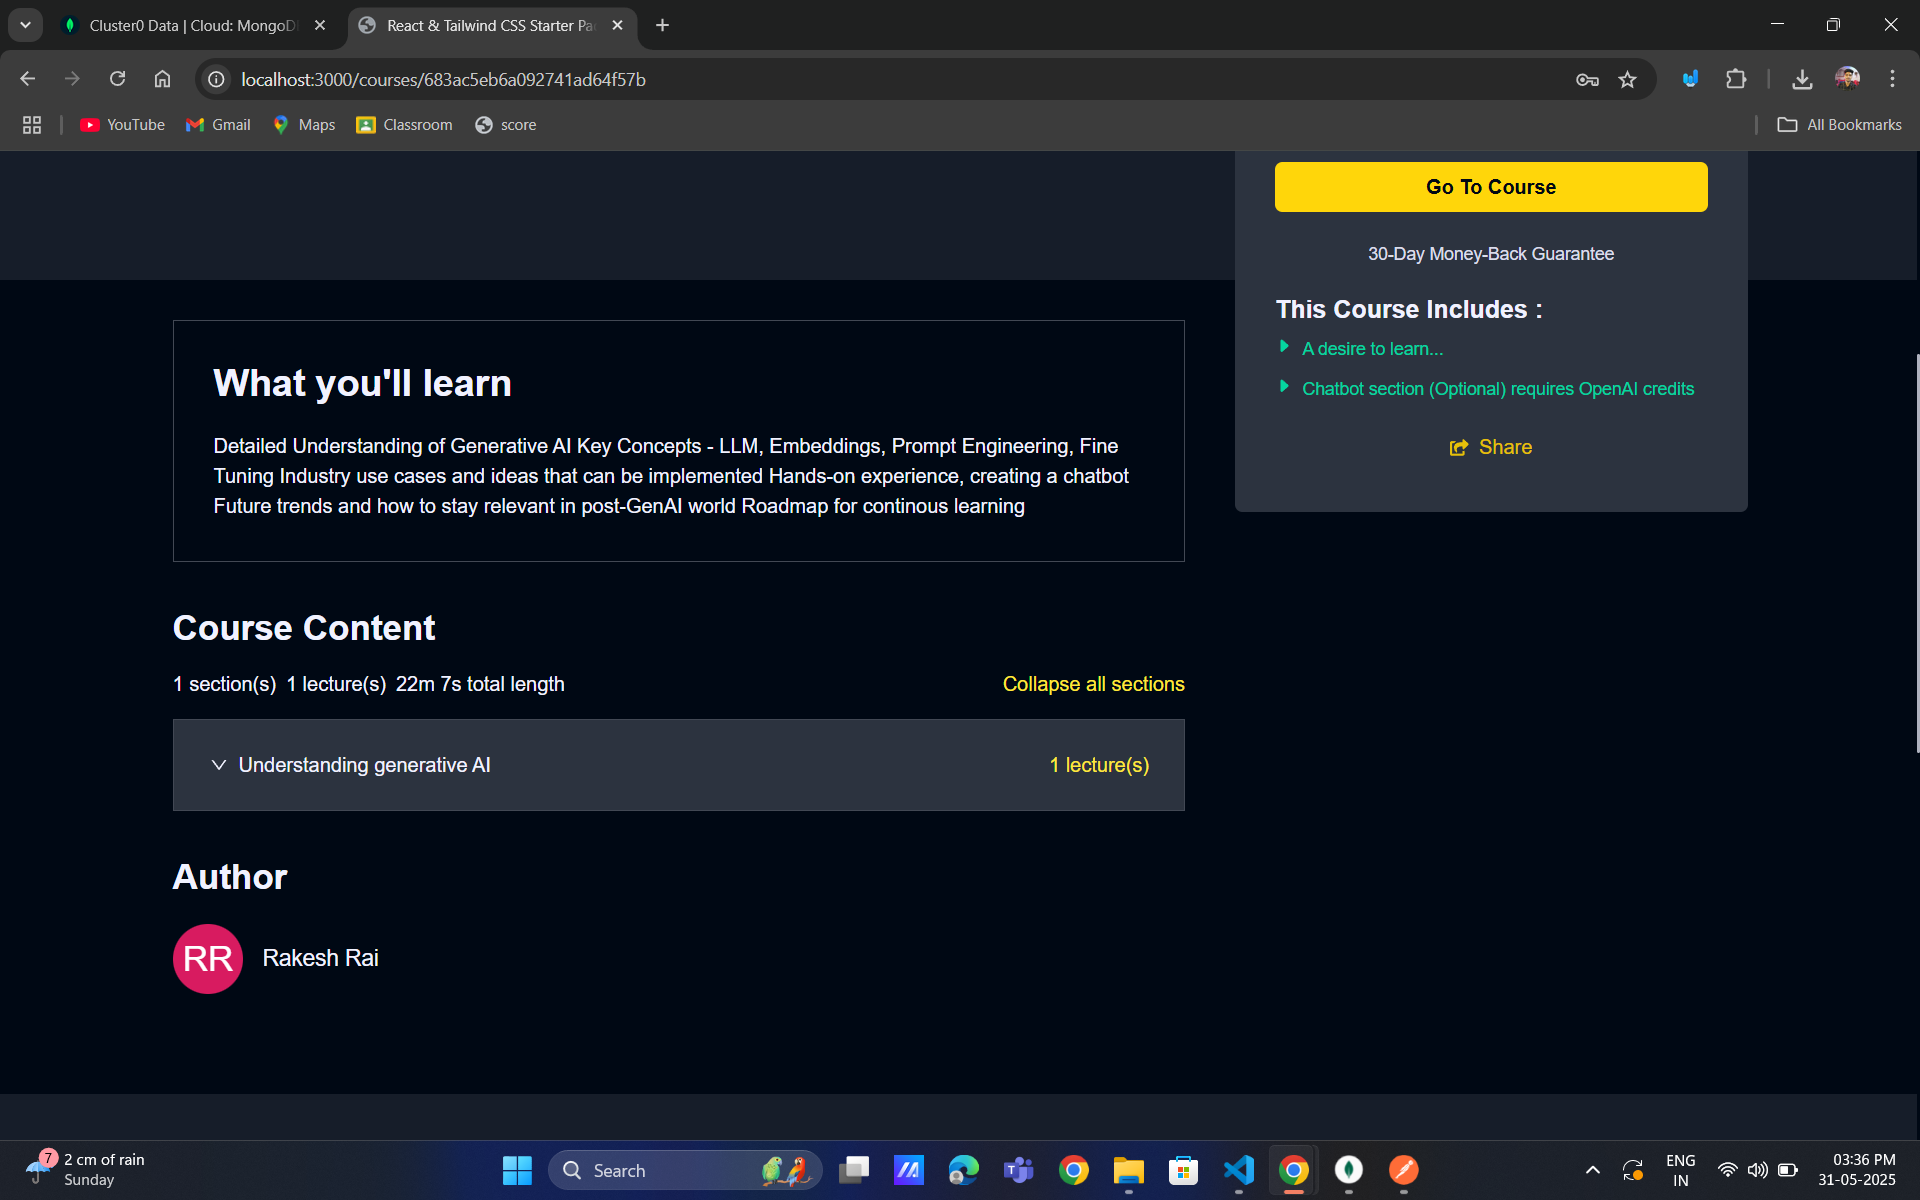 Cluster0 Data | Cloud: MongoD
React & Tailwind CSS Starter Pa
localhost:3000/courses/683ac5eb6a092741ad64f57b
YouTube
Gmail
Maps
Classroom
score
All Bookmarks
Go To Course
30-Day Money-Back Guarantee
This Course Includes :
A desire to learn...
Chatbot section (Optional) requires OpenAI credits
Share
What you'll learn
Detailed Understanding of Generative AI Key Concepts - LLM, Embeddings, Prompt Engineering, Fine
Tuning Industry use cases and ideas that can be implemented Hands-on experience, creating a chatbot
Future trends and how to stay relevant in post-GenAI world Roadmap for continous learning
Course Content
1 section(s) 1 lecture(s) 22m 7s total length
Collapse all sections
Understanding generative AI
1 lecture(s)
Author
RR
Rakesh Rai
7
2 cm of rain
Sunday
Search
ENG
IN
03:36 PM
31-05-2025